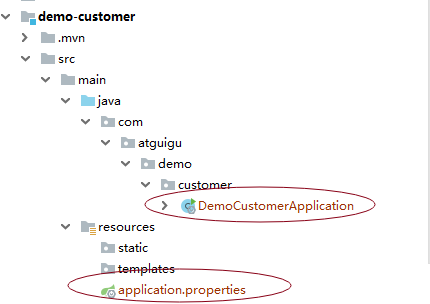 demo-customer
.mvn
src
main
java
com
atguigu
demo
customer
DemoCustomerApplication
resources
static
templates
application.properties